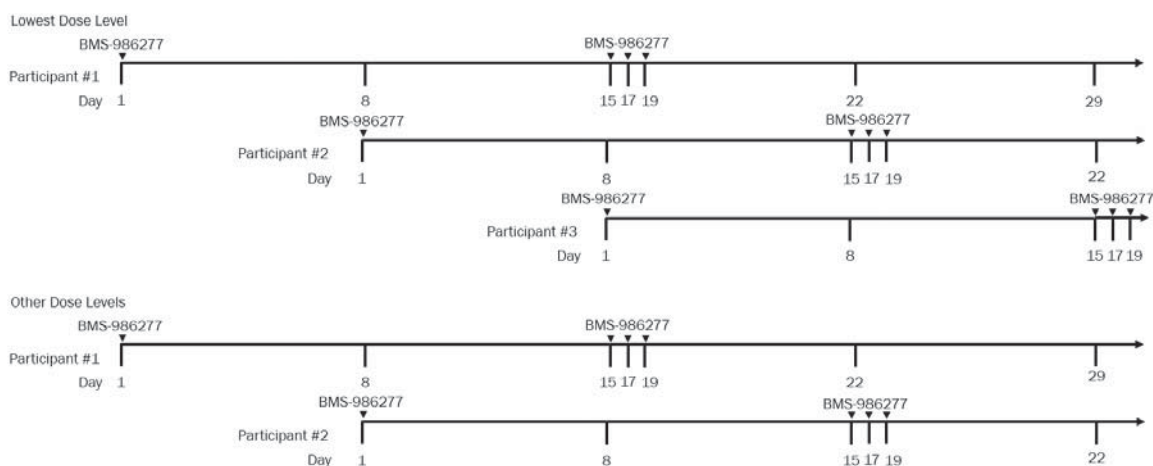 Lowest Dose Level
BMS-986277 BMS-986277
Participant #1
Day 1 8 15 17 19 22 29
BMS-986277 BMS-986277
Participant #2
Day 1 8 15 17 19 22
BMS-986277 BMS-986277
Participant #3
Day 1 8 15 17 19
Other Dose Levels
BMS-986277 BMS-986277
Participant #1
Day 1 8 15 17 19 22 29
BMS-986277 BMS-986277
Participant #2
Day 1 8 15 17 19 22